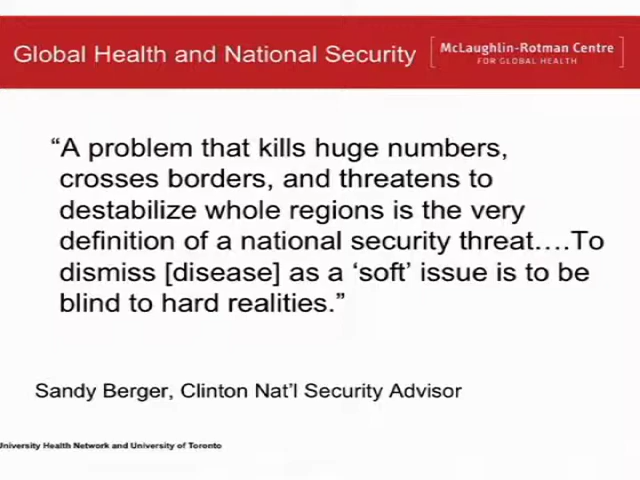 Global Health and National Security
McLaughlin-Rotman Centre
FOR GLOBAL HEALTH
“A problem that kills huge numbers,
crosses borders, and threatens to
destabilize whole regions is the very
definition of a national security threat….To
dismiss [disease] as a ‘soft’ issue is to be
blind to hard realities.”
Sandy Berger, Clinton Nat’l Security Advisor
University Health Network and University of Toronto